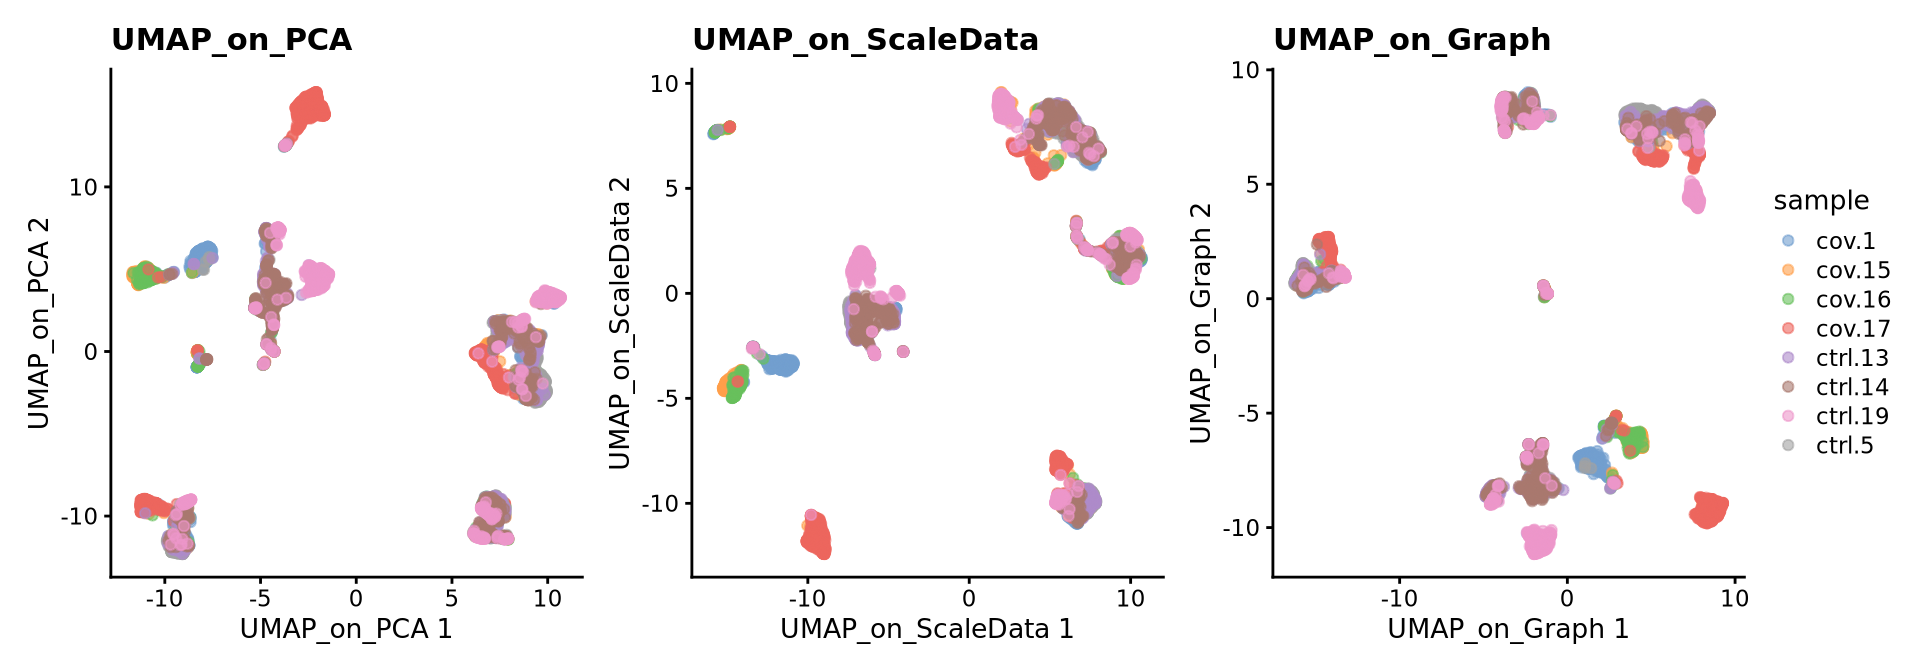 UMAP_on_PCA
10
0
-10
UMAP_on_PCA 2
-10 -5 0 5 10
UMAP_on_PCA 1
UMAP_on_ScaleData
10
5
0
-5
-10
UMAP_on_ScaleData 2
-10 0 10
UMAP_on_ScaleData 1
UMAP_on_Graph
10
5
0
-5
-10
UMAP_on_Graph 2
-10 0 10
UMAP_on_Graph 1
sample
cov.1
cov.15
cov.16
cov.17
ctrl.13
ctrl.14
ctrl.19
ctrl.5